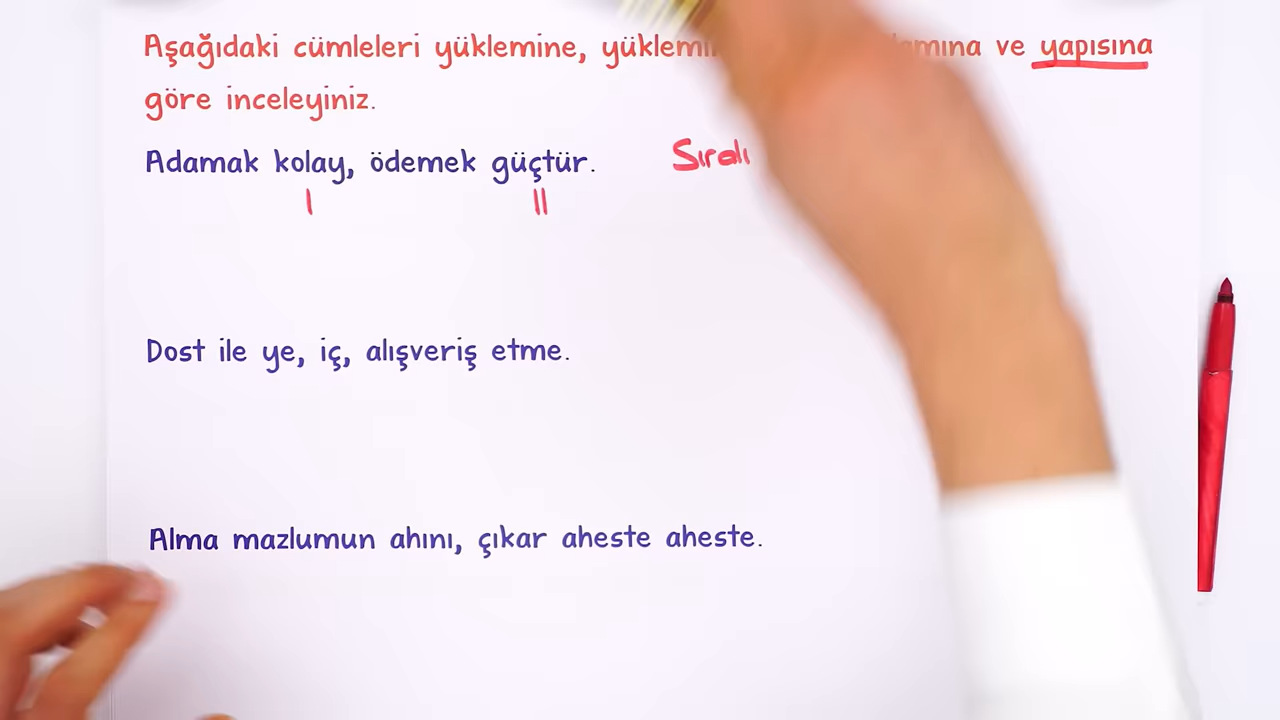 Aşağıdaki cümleleri yüklemine, ve yapısına
göre inceleyiniz.
Adamak kolay, ödemek güçtür. Sıralı
I II
Dost ile ye, iç, alışveriş etme.
Alma mazlumun ahını, çıkar aheste aheste.